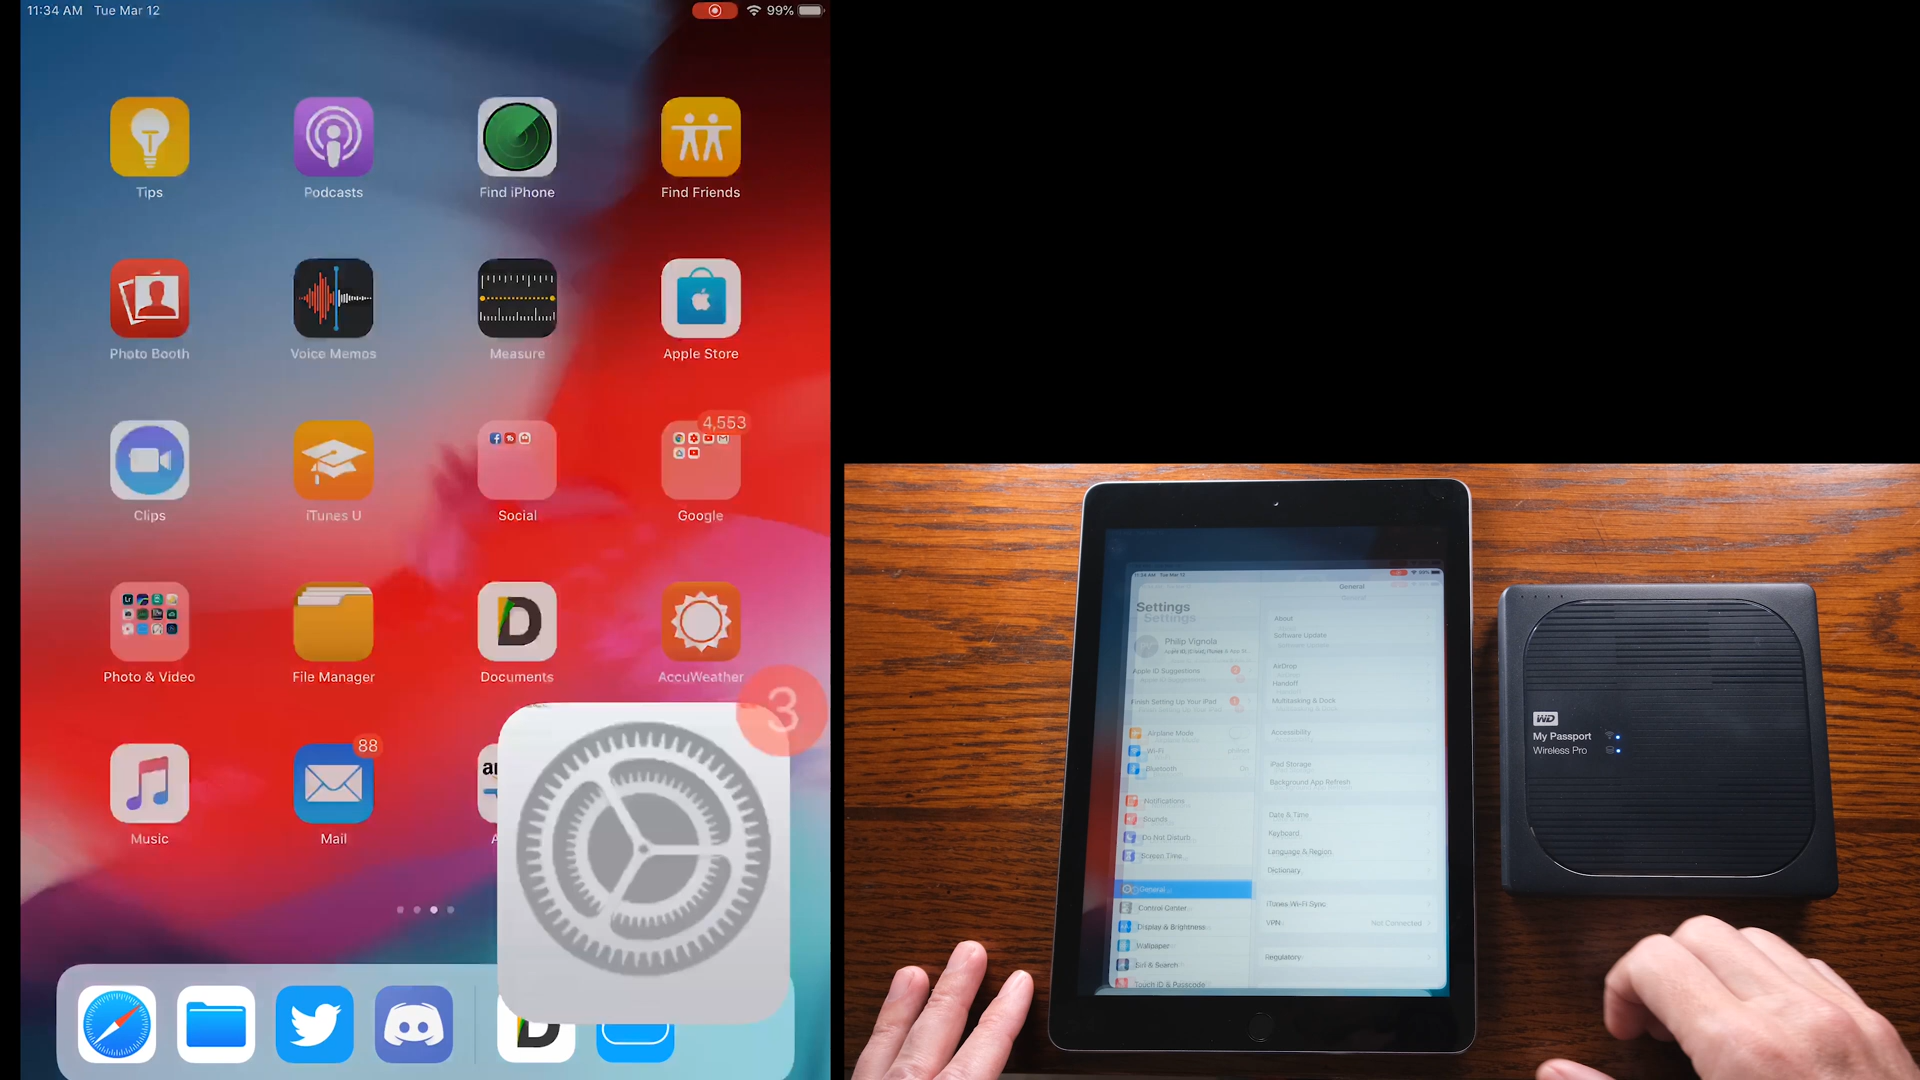 11:34 AM Tue Mar 12
99%
Tips
Podcasts
Find iPhone
Find Friends
Photo Booth
Voice Memos
Measure
Apple Store
Clips
iTunes U
Social
4,553
Google
Photo & Video
File Manager
Documents
AccuWeather
3
Music
88
Mail
General
Settings
Philip Vignola
Apple ID Suggestions
Finish Setting Up Your iPad
Airplane Mode
Wi-Fi
Bluetooth
On
Notifications
Sounds
Do Not Disturb
Screen Time
General
Control Center
Display & Brightness
Wallpaper
Siri & Search
Touch ID & Passcode
About
Software Update
AirDrop
Handoff
Multitasking & Dock
Accessibility
iPad Storage
Background App Refresh
Date & Time
Keyboard
Language & Region
Dictionary
iTunes Wi-Fi Sync
VPN
Not Connected
Regulatory
WD
My Passport
Wireless Pro